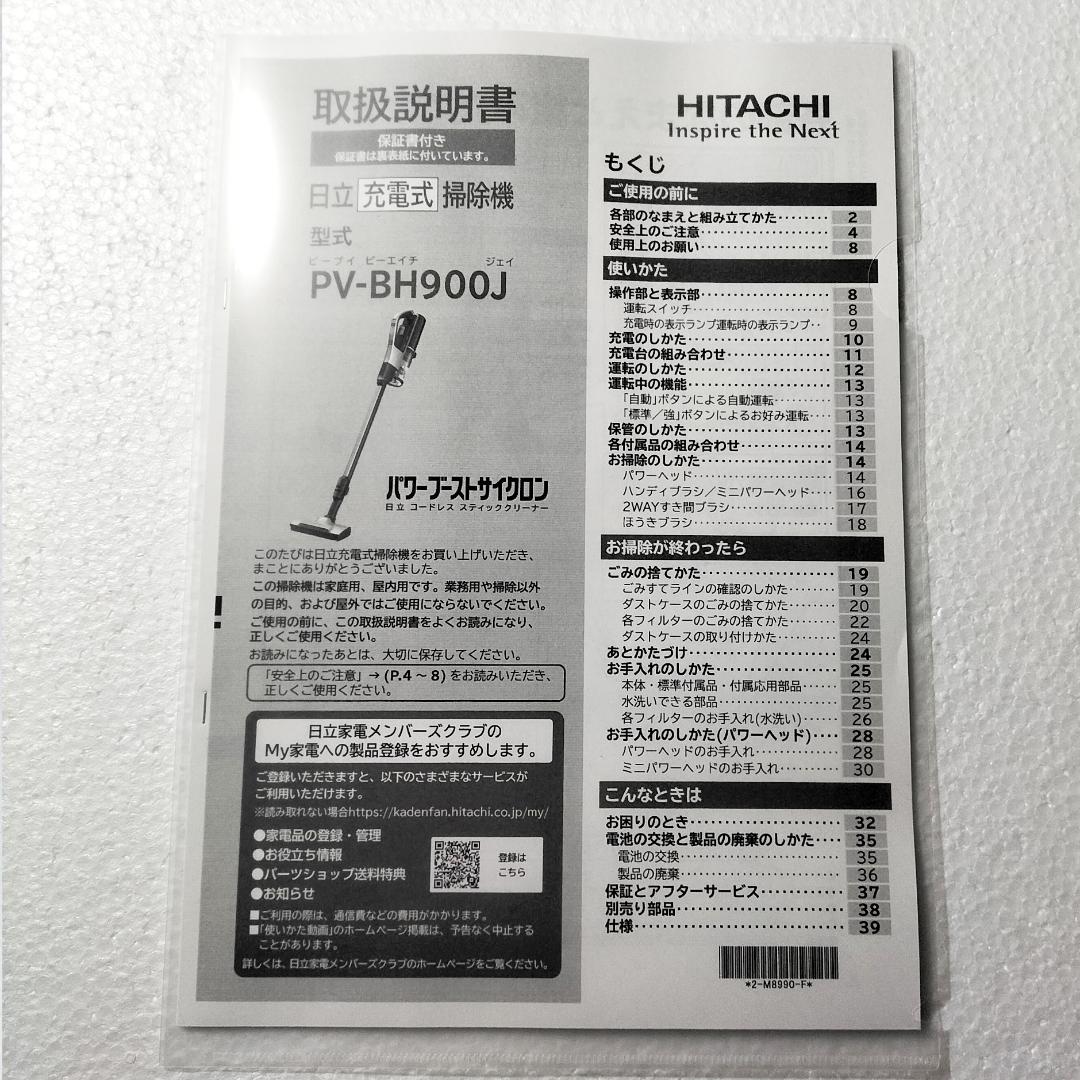 取扱説明書
保証書付き
保証書は裏表紙に付いています。
日立 充電式 掃除機
型式
ピーブイ ビーエイチ ジェイ
PV-BH900J
パワーブーストサイクロン
日立 コードレス スティッククリーナー
このたびは日立充電式掃除機をお買い上げいただき、
まことにありがとうございました。
この掃除機は家庭用、屋内用です。業務用や掃除以外
の目的、および屋外ではご使用にならないでください。
ご使用の前に、この取扱説明書をよくお読みになり、
正しくご使用ください。
お読みになったあとは、大切に保存してください。
「安全上のご注意」→(P.4～8)をお読みいただき、
正しくご使用ください。
日立家電メンバーズクラブの
My家電への製品登録をおすすめします。
ご登録いただきますと、以下のさまざまなサービスが
ご利用いただけます。
※読み取れない場合https://kadenfan.hitachi.co.jp/my/
●家電品の登録・管理
●お役立ち情報
●パーツショップ送料特典
●お知らせ
登録は
こちら
■ご利用の際は、通信費などの費用がかかります。
■「使いかた動画」のホームページ掲載は、予告なく中止する
ことがあります。
詳しくは、日立家電メンバーズクラブのホームページをご覧ください。
HITACHI
Inspire the Next
もくじ
ご使用の前に
各部のなまえと組み立てかた········ 2
安全上のご注意·················· 4
使用上のお願い·················· 8
使いかた
操作部と表示部·················· 8
運転スイッチ··················· 8
充電時の表示ランプ運転時の表示ランプ·· 9
充電のしかた··················· 10
充電台の組み合わせ·············· 11
運転のしかた··················· 12
運転中の機能··················· 13
「自動」ボタンによる自動運転········ 13
「標準／強」ボタンによるお好み運転···· 13
保管のしかた··················· 13
各付属品の組み合わせ············ 14
お掃除のしかた················· 14
パワーヘッド··················· 14
ハンディブラシ／ミニパワーヘッド···· 16
2WAYすき間ブラシ·············· 17
ほうきブラシ··················· 18
お掃除が終わったら
ごみの捨てかた················· 19
ごみすてラインの確認のしかた······· 19
ダストケースのごみの捨てかた······· 20
各フィルターのごみの捨てかた······· 22
ダストケースの取り付けかた········ 24
あとかたづけ··················· 24
お手入れのしかた··············· 25
本体・標準付属品・付属応用部品····· 25
水洗いできる部品··············· 25
各フィルターのお手入れ(水洗い)····· 26
お手入れのしかた(パワーヘッド)···· 28
パワーヘッドのお手入れ··········· 28
ミニパワーヘッドのお手入れ········ 30
こんなときは
お困りのとき··················· 32
電池の交換と製品の廃棄のしかた···· 35
電池の交換···················· 35
製品の廃棄···················· 36
保証とアフターサービス·········· 37
別売り部品···················· 38
仕様························· 39
*2-M8990-F*